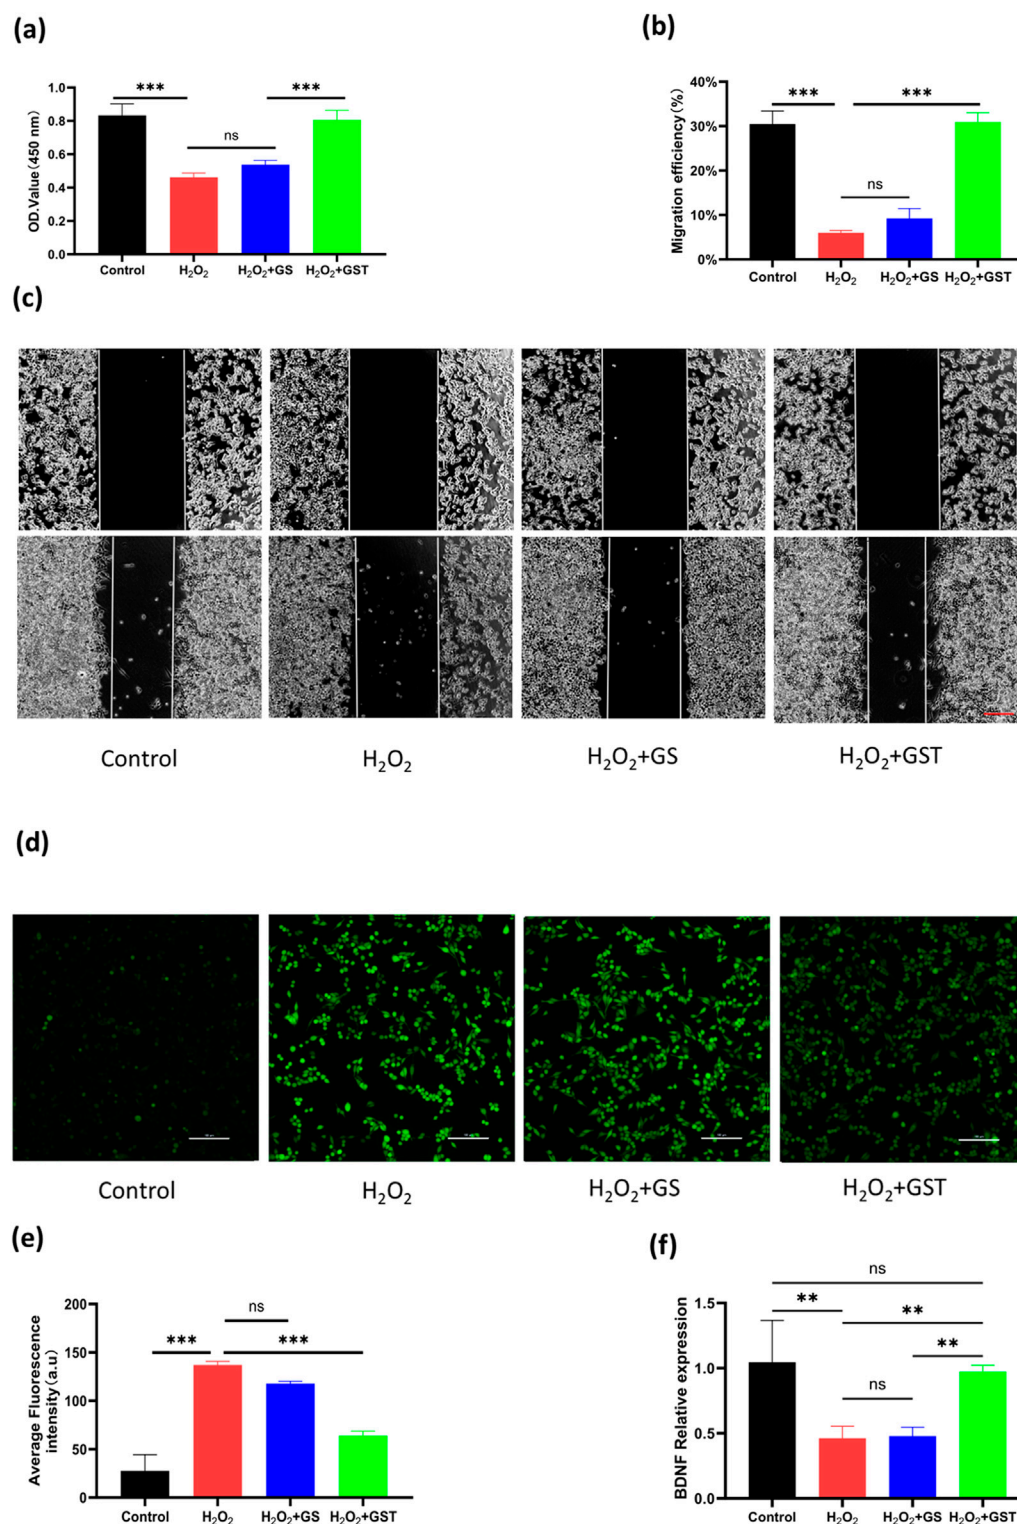 (a)
1.0
0.8
0.6
0.4
0.2
0.0
OD.Value(450 nm)
***
***
ns
Control
H₂O₂
H₂O₂+GS
H₂O₂+GST
(b)
40%
30%
20%
10%
0%
Migration efficiency(%)
***
***
ns
Control
H₂O₂
H₂O₂+GS
H₂O₂+GST
(c)
Control
H₂O₂
H₂O₂+GS
H₂O₂+GST
(d)
Control
H₂O₂
H₂O₂+GS
H₂O₂+GST
(e)
200
150
100
50
0
Average Fluorescence
intensity(a.u)
ns
***
***
Control
H₂O₂
H₂O₂+GS
H₂O₂+GST
(f)
1.5
1.0
0.5
0.0
BDNF Relative expression
ns
**
**
**
ns
Control
H₂O₂
H₂O₂+GS
H₂O₂+GST